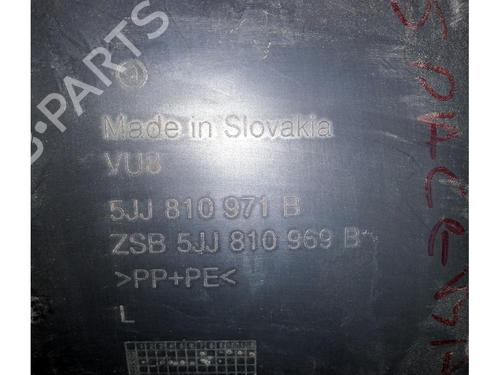 B-PARTS
Made in Slovakia
VU8
5JJ 810 971 B
ZSB 5JJ 810 969 B
>PP+PE<
L